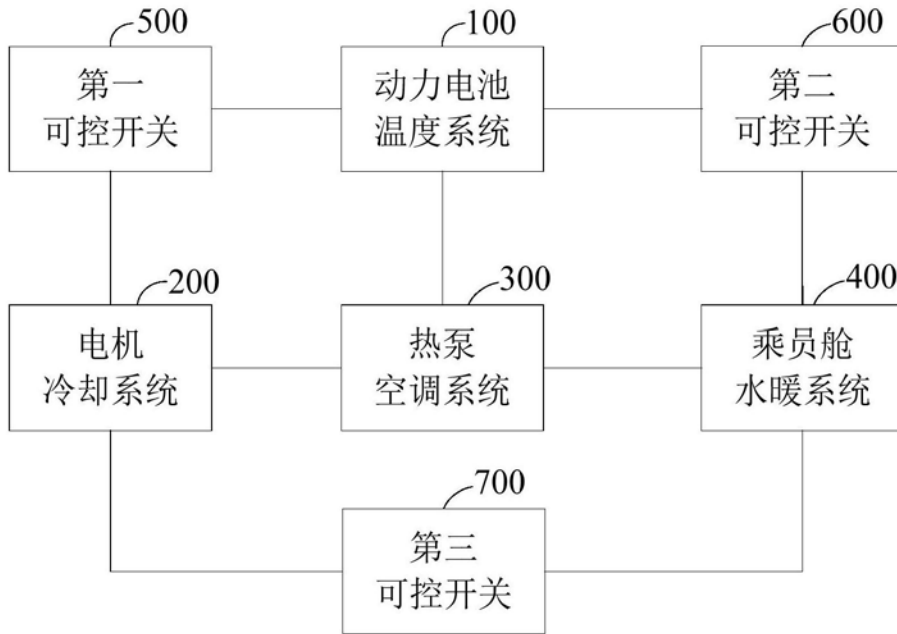 500
第一
可控开关
100
动力电池
温度系统
600
第二
可控开关
200
电机
冷却系统
300
热泵
空调系统
400
乘员舱
水暖系统
700
第三
可控开关